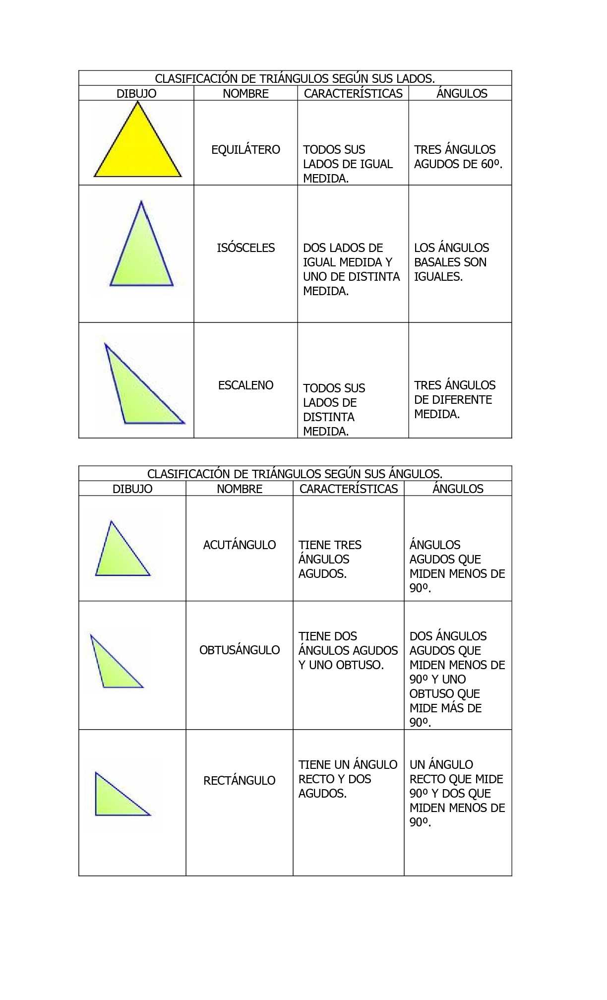 CLASIFICACIÓN DE TRIÁNGULOS SEGÚN SUS LADOS.
DIBUJO NOMBRE CARACTERÍSTICAS ÁNGULOS
EQUILÁTERO
TODOS SUS
LADOS DE IGUAL
MEDIDA.
TRES ÁNGULOS
AGUDOS DE 60º.
ISÓSCELES
DOS LADOS DE
IGUAL MEDIDA Y
UNO DE DISTINTA
MEDIDA.
LOS ÁNGULOS
BASALES SON
IGUALES.
ESCALENO
TODOS SUS
LADOS DE
DISTINTA
MEDIDA.
TRES ÁNGULOS
DE DIFERENTE
MEDIDA.
CLASIFICACIÓN DE TRIÁNGULOS SEGÚN SUS ÁNGULOS.
DIBUJO NOMBRE CARACTERÍSTICAS ÁNGULOS
ACUTÁNGULO
TIENE TRES
ÁNGULOS
AGUDOS.
ÁNGULOS
AGUDOS QUE
MIDEN MENOS DE
90º.
OBTUSÁNGULO
TIENE DOS
ÁNGULOS AGUDOS
Y UNO OBTUSO.
DOS ÁNGULOS
AGUDOS QUE
MIDEN MENOS DE
90º Y UNO
OBTUSO QUE
MIDE MÁS DE
90º.
RECTÁNGULO
TIENE UN ÁNGULO
RECTO Y DOS
AGUDOS.
UN ÁNGULO
RECTO QUE MIDE
90º Y DOS QUE
MIDEN MENOS DE
90º.